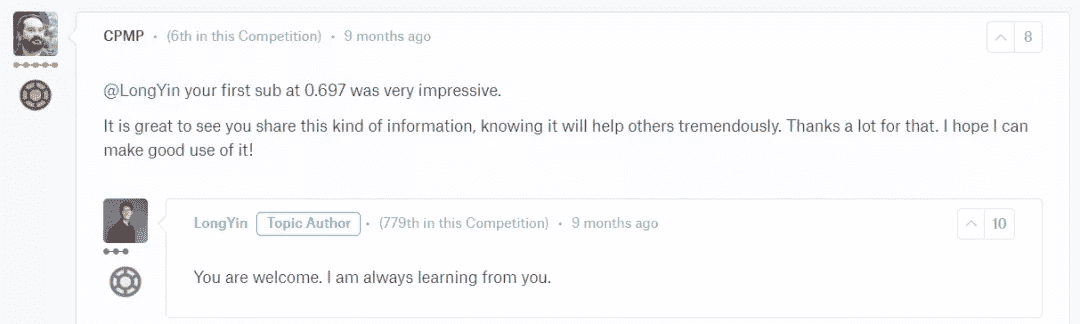 CPMP • (6th in this Competition) • 9 months ago 8
@LongYin your first sub at 0.697 was very impressive.
It is great to see you share this kind of information, knowing it will help others tremendously. Thanks a lot for that. I hope I can
make good use of it!
LongYin Topic Author • (779th in this Competition) • 9 months ago 10
You are welcome. I am always learning from you.